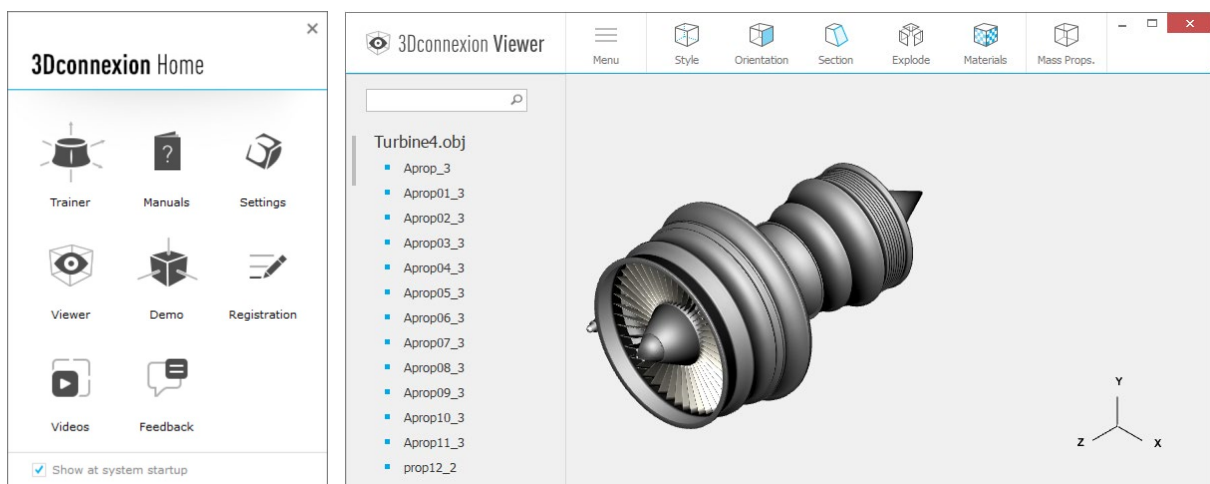 3Dconnexion Home
Trainer
Manuals
Settings
Viewer
Demo
Registration
Videos
Feedback
Show at system startup
3Dconnexion Viewer
Menu
Style
Orientation
Section
Explode
Materials
Mass Props.
Turbine4.obj
Aprop_3
Aprop01_3
Aprop02_3
Aprop03_3
Aprop04_3
Aprop05_3
Aprop06_3
Aprop07_3
Aprop08_3
Aprop09_3
Aprop10_3
Aprop11_3
prop12_2
Y
Z
X